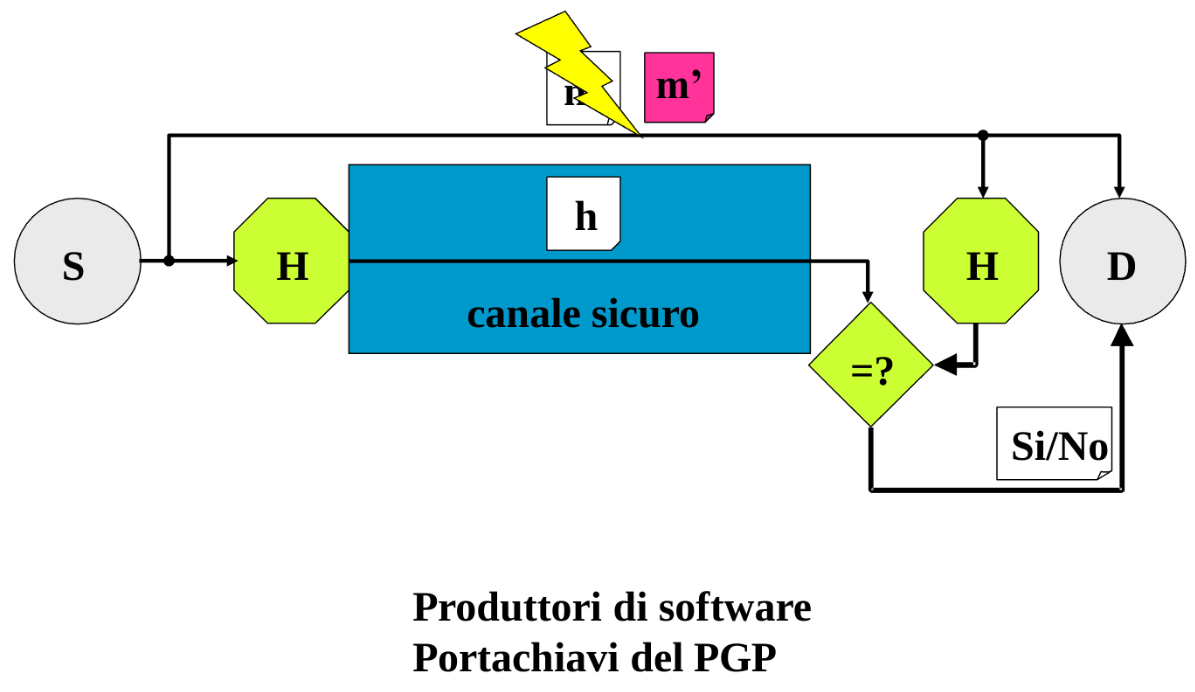 m’
h
S
H
H
D
canale sicuro
=?
Si/No
Produttori di software
Portachiavi del PGP